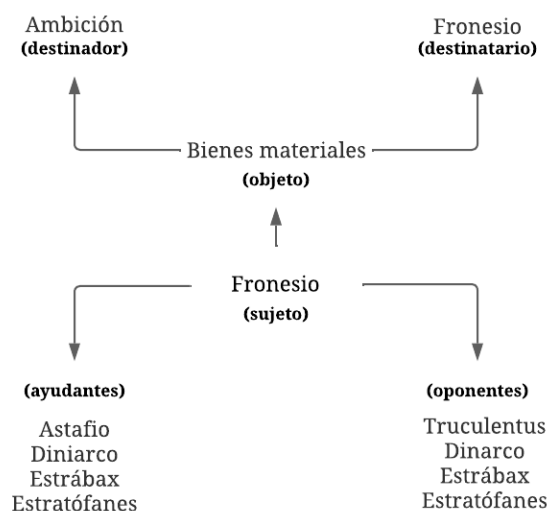 Ambición
(destinador)
Fronesio
(destinatario)
Bienes materiales
(objeto)
Fronesio
(sujeto)
(ayudantes)
Astafio
Diniarco
Estrábax
Estratófanes
(oponentes)
Truculentus
Dinarco
Estrábax
Estratófanes